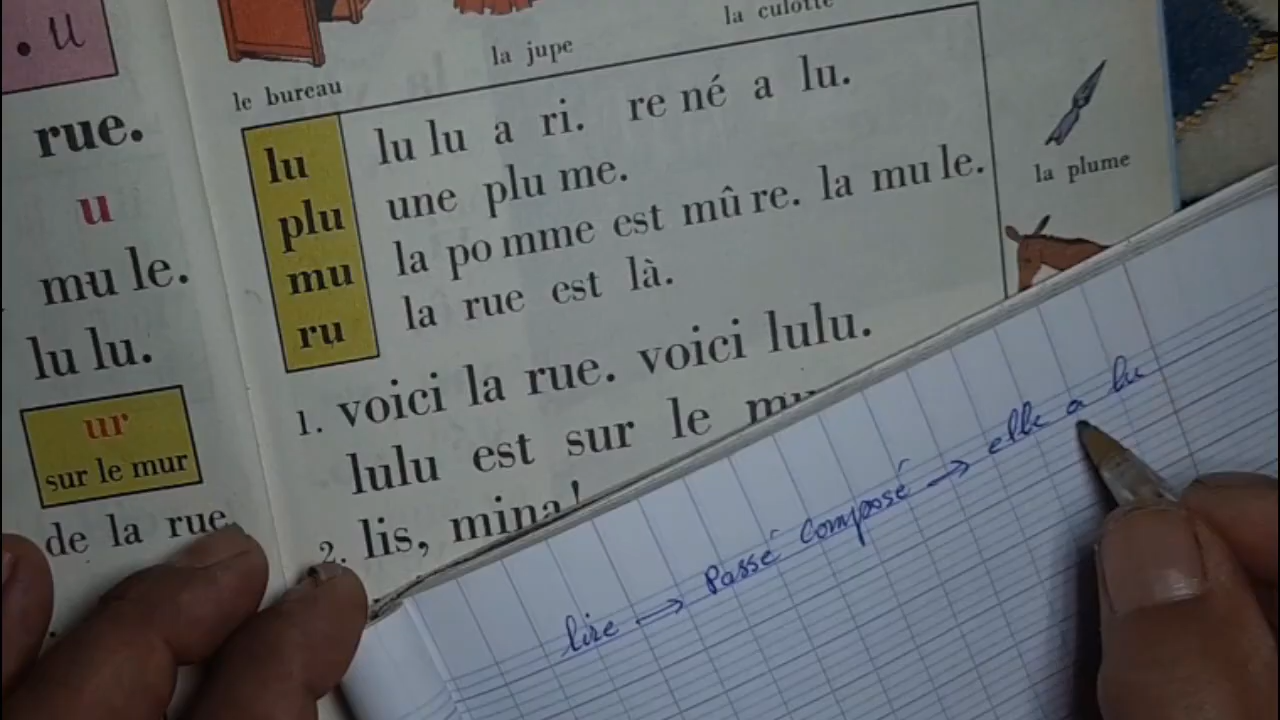 . u
rue.
u
mu le.
lu lu.
ur
sur le mur
de la rue
la culotte
la jupe
le bureau
lu
plu
mu
ru
lu lu a ri. re né a lu.
une plu me.
la po mme est mû re. la mu le.
la rue est là.
la plume
1. voici la rue. voici lulu.
lulu est sur le mu
2. lis, mina!
lire → Passé Composé → elle a lu